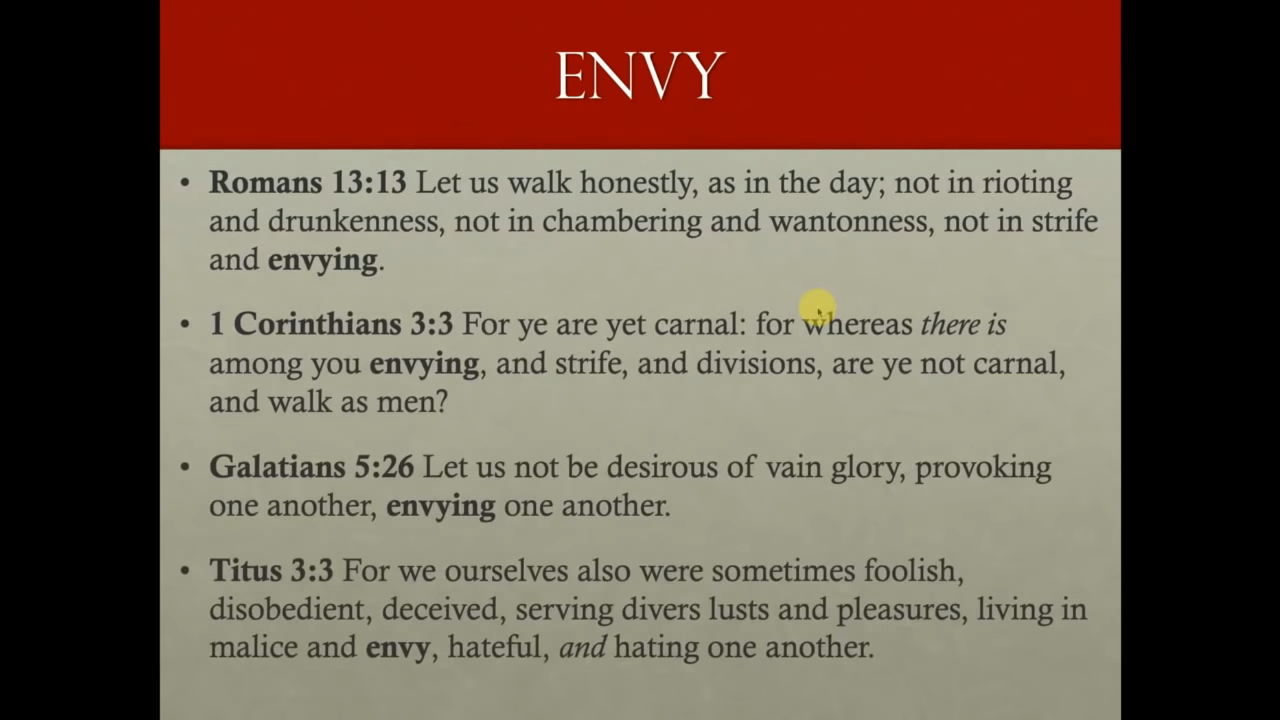 ENVY
• Romans 13:13 Let us walk honestly, as in the day; not in rioting
and drunkenness, not in chambering and wantonness, not in strife
and envying.
• 1 Corinthians 3:3 For ye are yet carnal: for whereas there is
among you envying, and strife, and divisions, are ye not carnal,
and walk as men?
• Galatians 5:26 Let us not be desirous of vain glory, provoking
one another, envying one another.
• Titus 3:3 For we ourselves also were sometimes foolish,
disobedient, deceived, serving divers lusts and pleasures, living in
malice and envy, hateful, and hating one another.